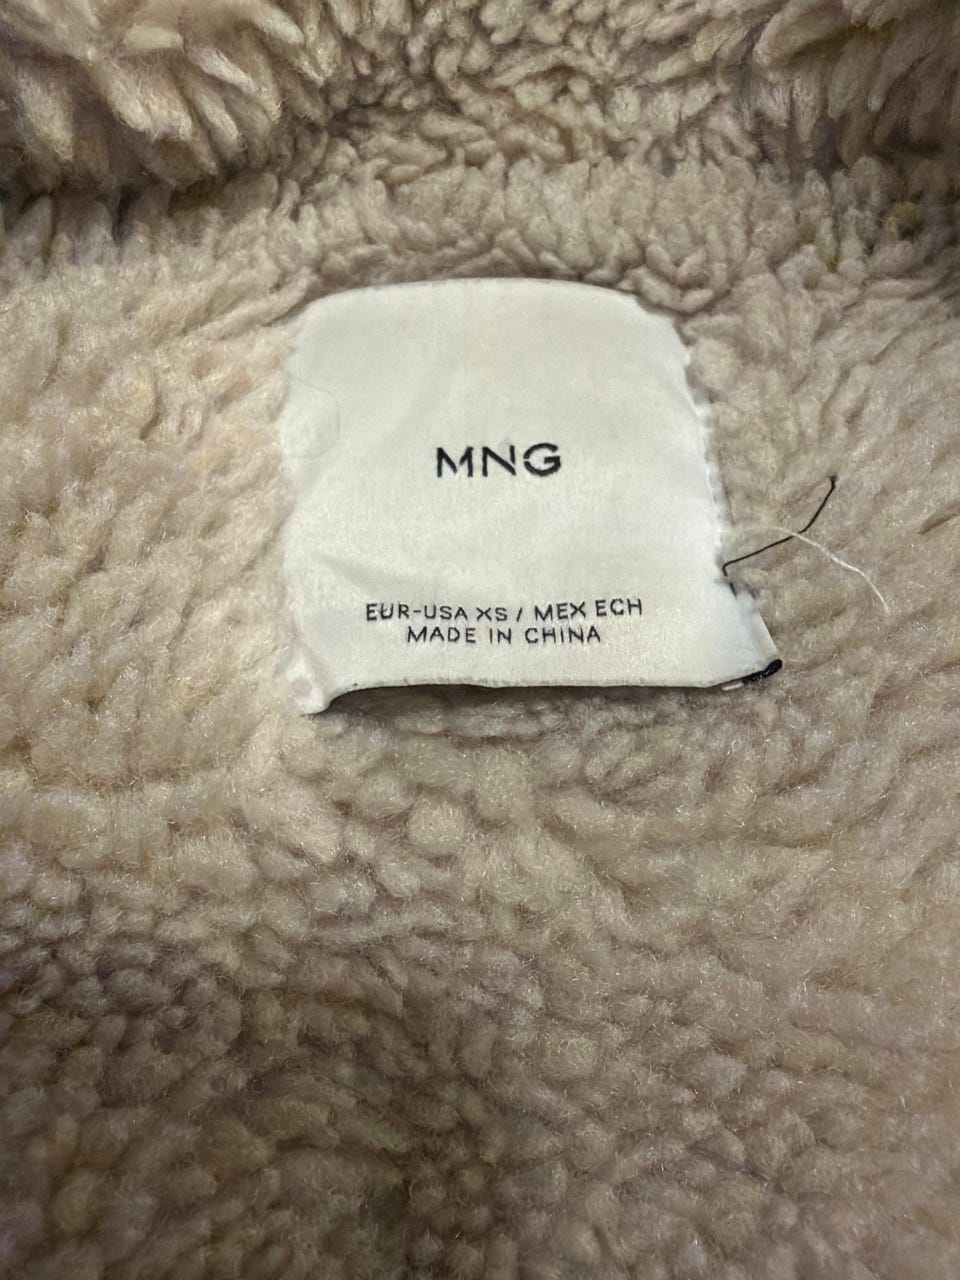 MNG
EUR-USA XS / MEX ECH
MADE IN CHINA